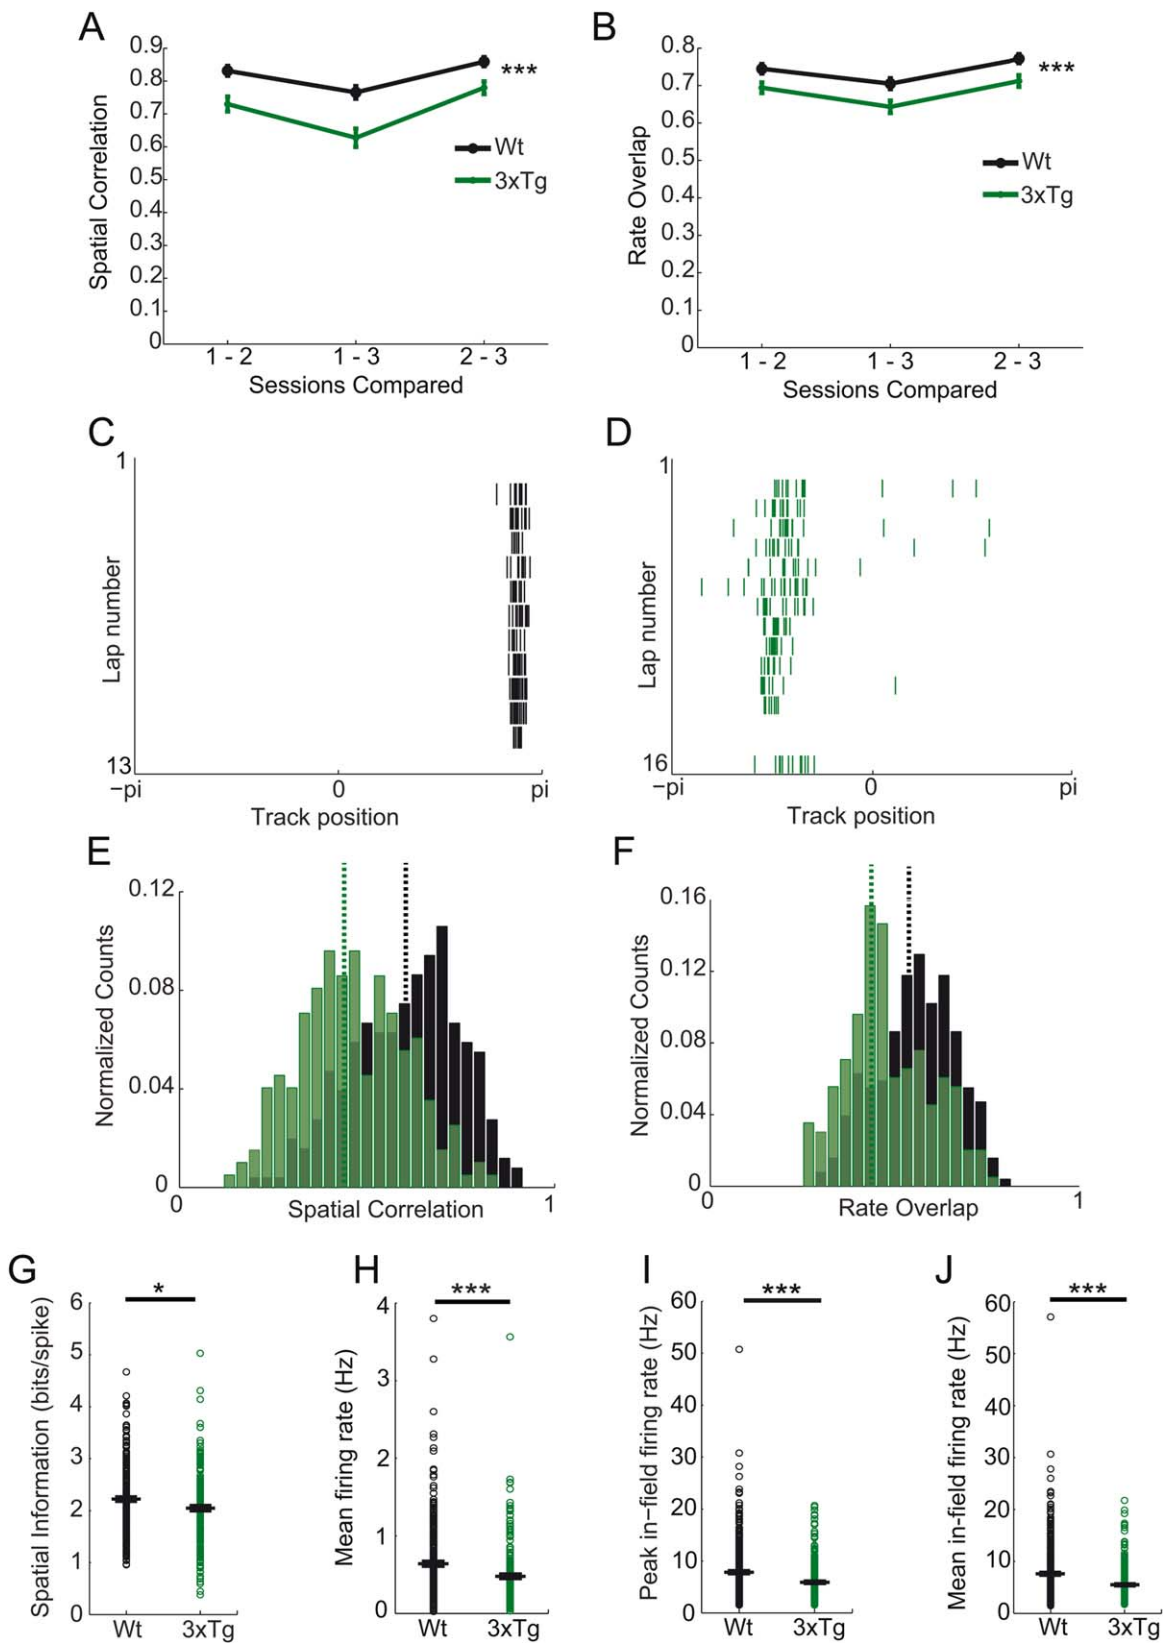 A
0.9
0.8
0.7
0.6
0.5
0.4
0.3
0.2
0.1
0
Spatial Correlation
***
Wt
3xTg
1 - 2
1 - 3
2 - 3
Sessions Compared
B
0.8
0.7
0.6
0.5
0.4
0.3
0.2
0.1
0
Rate Overlap
***
Wt
3xTg
1 - 2
1 - 3
2 - 3
Sessions Compared
C
1
Lap number
13
−pi
0
pi
Track position
D
1
Lap number
16
−pi
0
pi
Track position
E
0.12
0.08
0.04
0
Normalized Counts
0
1
Spatial Correlation
F
0.16
0.12
0.08
0.04
0
Normalized Counts
0
1
Rate Overlap
G
Spatial Information (bits/spike)
6
5
4
3
2
1
0
*
Wt
3xTg
H
Mean firing rate (Hz)
4
3
2
1
0
***
Wt
3xTg
I
Peak in−field firing rate (Hz)
60
50
40
30
20
10
0
***
Wt
3xTg
J
Mean in-field firing rate (Hz)
60
50
40
30
20
10
0
***
Wt
3xTg